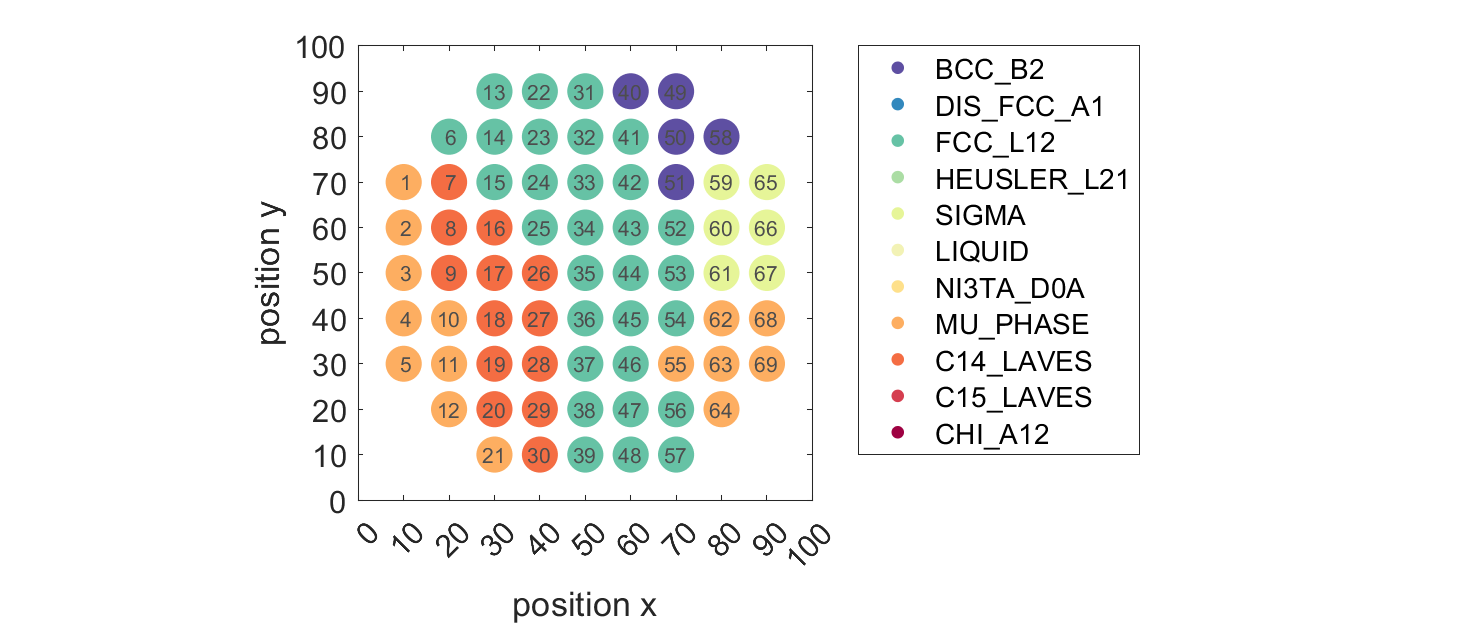 100
90 13 22 31 40 49 BCC_B2
DIS_FCC_A1
80 6 14 23 32 41 50 58 FCC_L12
70 1 7 15 24 33 42 51 59 65 HEUSLER_L21
60 2 8 16 25 34 43 52 60 66 SIGMA
LIQUID
50 3 9 17 26 35 44 53 61 67 NI3TA_D0A
40 4 10 18 27 36 45 54 62 68 MU_PHASE
30 5 11 19 28 37 46 55 63 69 C14_LAVES
20 12 20 29 38 47 56 64 C15_LAVES
10 21 30 39 48 57 CHI_A12
0
0 10 20 30 40 50 60 70 80 90 100
position x
position y